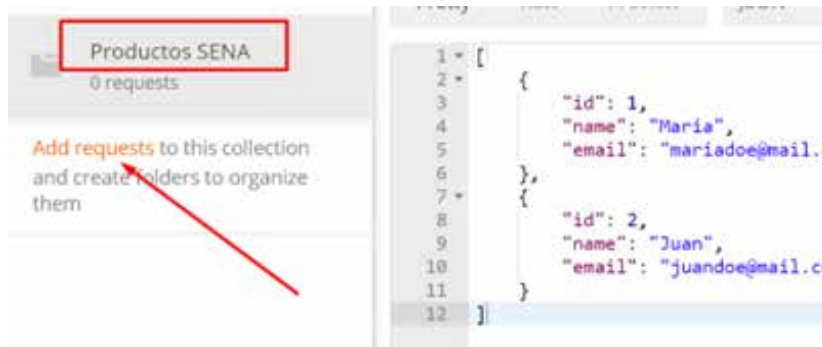 Productos SENA
0 requests
Add requests to this collection
and create folders to organize
them
1 [
2 {
3 "id": 1,
4 "name": "Maria",
5 "email": "mariadoe@mail.
6 },
7 {
8 "id": 2,
9 "name": "Juan",
10 "email": "juandoe@mail.c
11 }
12 ]